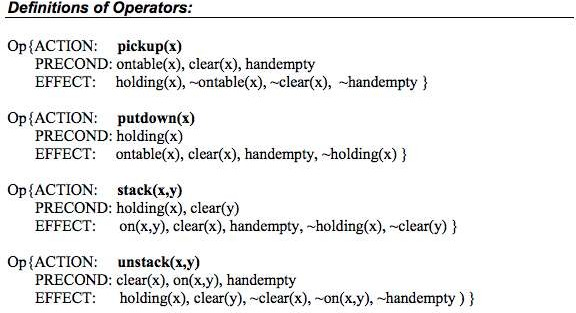 Definitions of Operators:
Op{ACTION: pickup(x)
PRECOND: ontable(x), clear(x), handempty
EFFECT: holding(x), ~ontable(x), ~clear(x), ~handempty }
Op{ACTION: putdown(x)
PRECOND: holding(x)
EFFECT: ontable(x), clear(x), handempty, ~holding(x) }
Op{ACTION: stack(x,y)
PRECOND: holding(x), clear(y)
EFFECT: on(x,y), clear(x), handempty, ~holding(x), ~clear(y) }
Op{ACTION: unstack(x,y)
PRECOND: clear(x), on(x,y), handempty
EFFECT: holding(x), clear(y), ~clear(x), ~on(x,y), ~handempty ) }